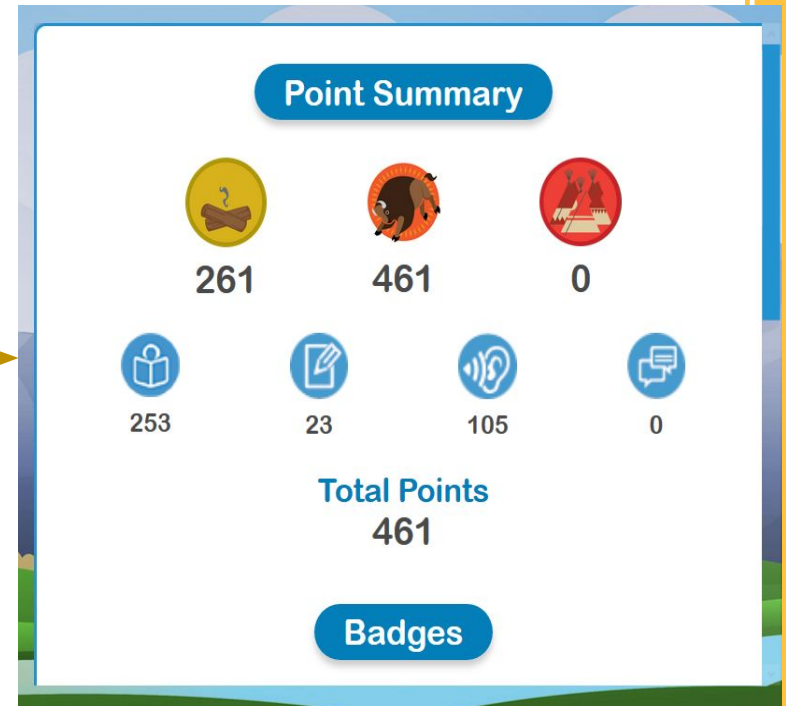 Point Summary
261 461 0
253 23 105 0
Total Points
461
Badges